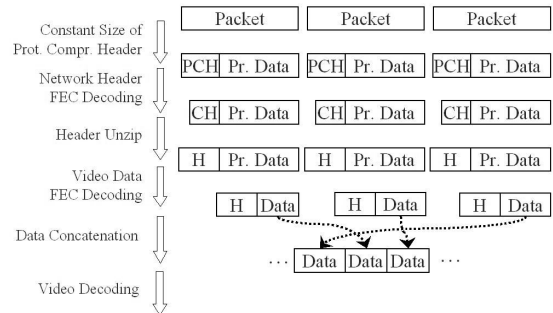 Constant Size of
Prot. Compr. Header
Packet Packet Packet
Network Header
FEC Decoding
PCH Pr. Data PCH Pr. Data PCH Pr. Data
Header Unzip
CH Pr. Data CH Pr. Data CH Pr. Data
Video Data
FEC Decoding
H Pr. Data H Pr. Data H Pr. Data
Data Concatenation
H Data H Data H Data
Video Decoding
... Data Data Data ...